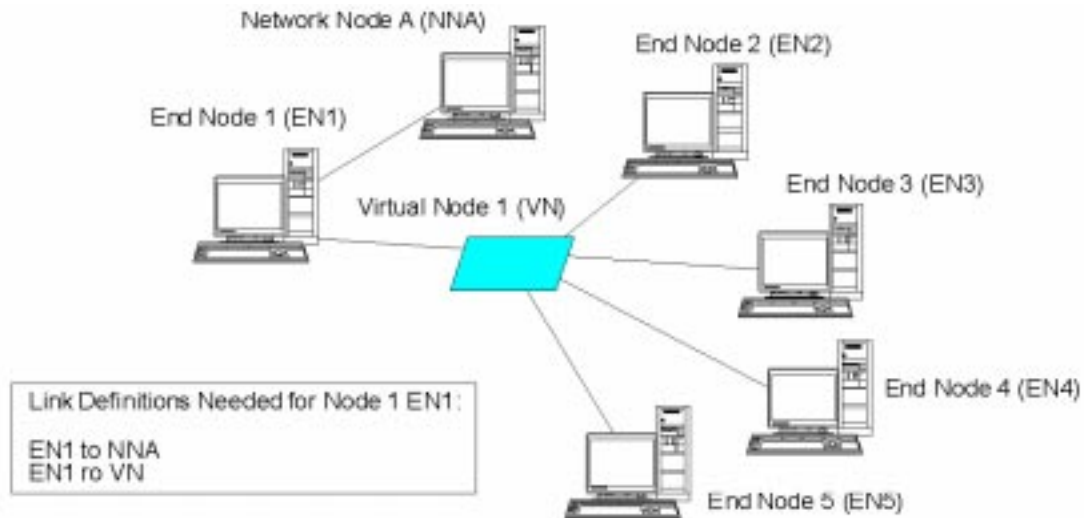 Network Node A (NNA)
End Node 2 (EN2)
End Node 1 (EN1)
End Node 3 (EN3)
Virtual Node 1 (VN)
End Node 4 (EN4)
Link Definitions Needed for Node 1 EN1:
EN1 to NNA
EN1 ro VN
End Node 5 (EN5)